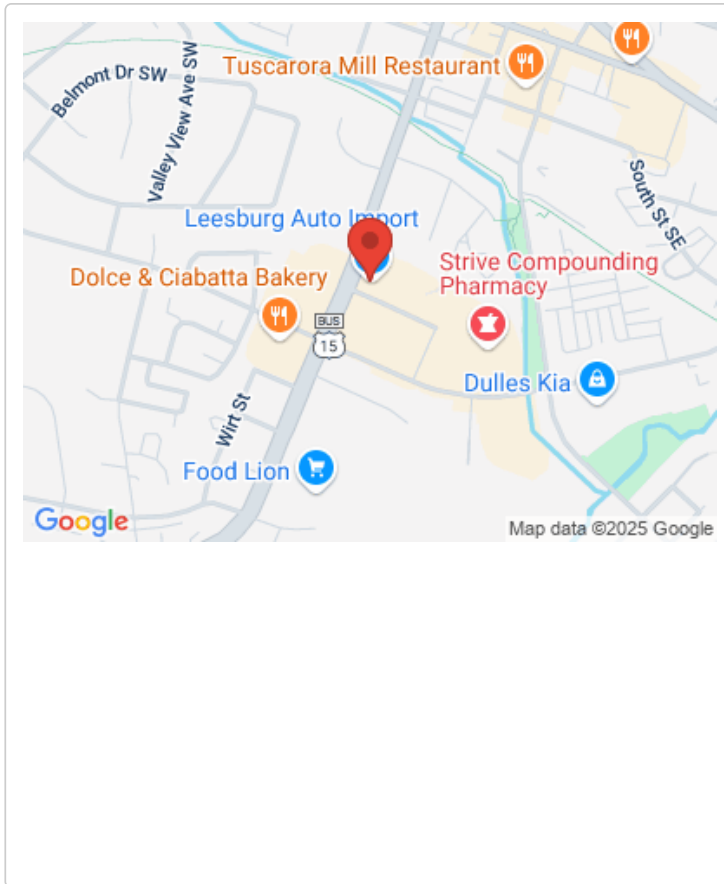 Tuscarora Mill Restaurant
Belmont Dr SW
Valley View Ave SW
South St SE
Leesburg Auto Import
Strive Compounding
Pharmacy
Dolce & Ciabatta Bakery
BUS
15
Dulles Kia
Wirt St
Food Lion
Google
Map data ©2025 Google